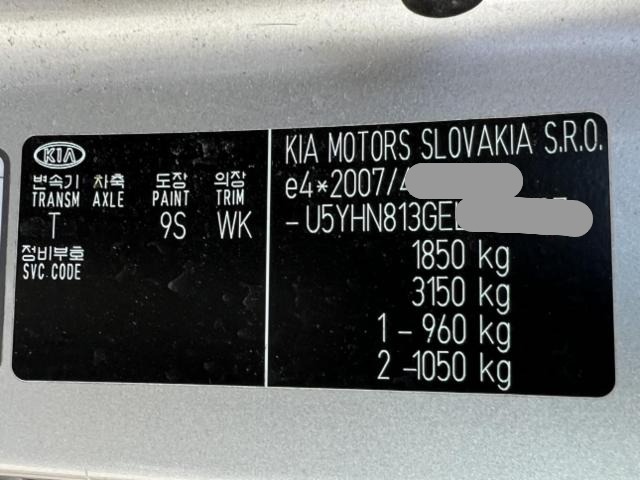 KIA
변속기 차축 도장 의장
TRANSM AXLE PAINT TRIM
T 9S WK
정비부호
SVC.CODE
KIA MOTORS SLOVAKIA S.R.O.
e4*2007/
-U5YHN813GE
1850 kg
3150 kg
1 - 960 kg
2 -1050 kg